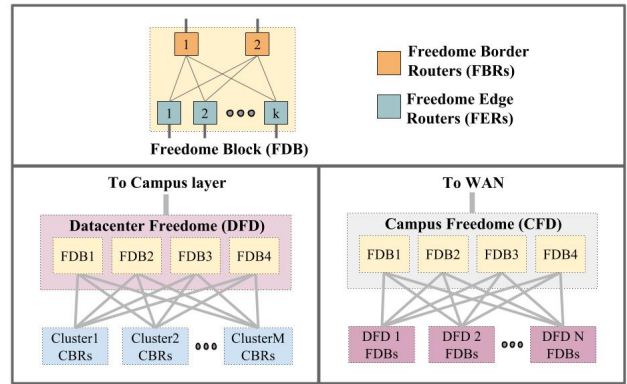 1
2
Freedome Border
Routers (FBRs)
1
2
k
Freedome Edge
Routers (FERs)
Freedome Block (FDB)
To Campus layer
Datacenter Freedome (DFD)
FDB1
FDB2
FDB3
FDB4
Cluster1
CBRs
Cluster2
CBRs
ClusterM
CBRs
To WAN
Campus Freedome (CFD)
FDB1
FDB2
FDB3
FDB4
DFD 1
FDBs
DFD 2
FDBs
DFD N
FDBs